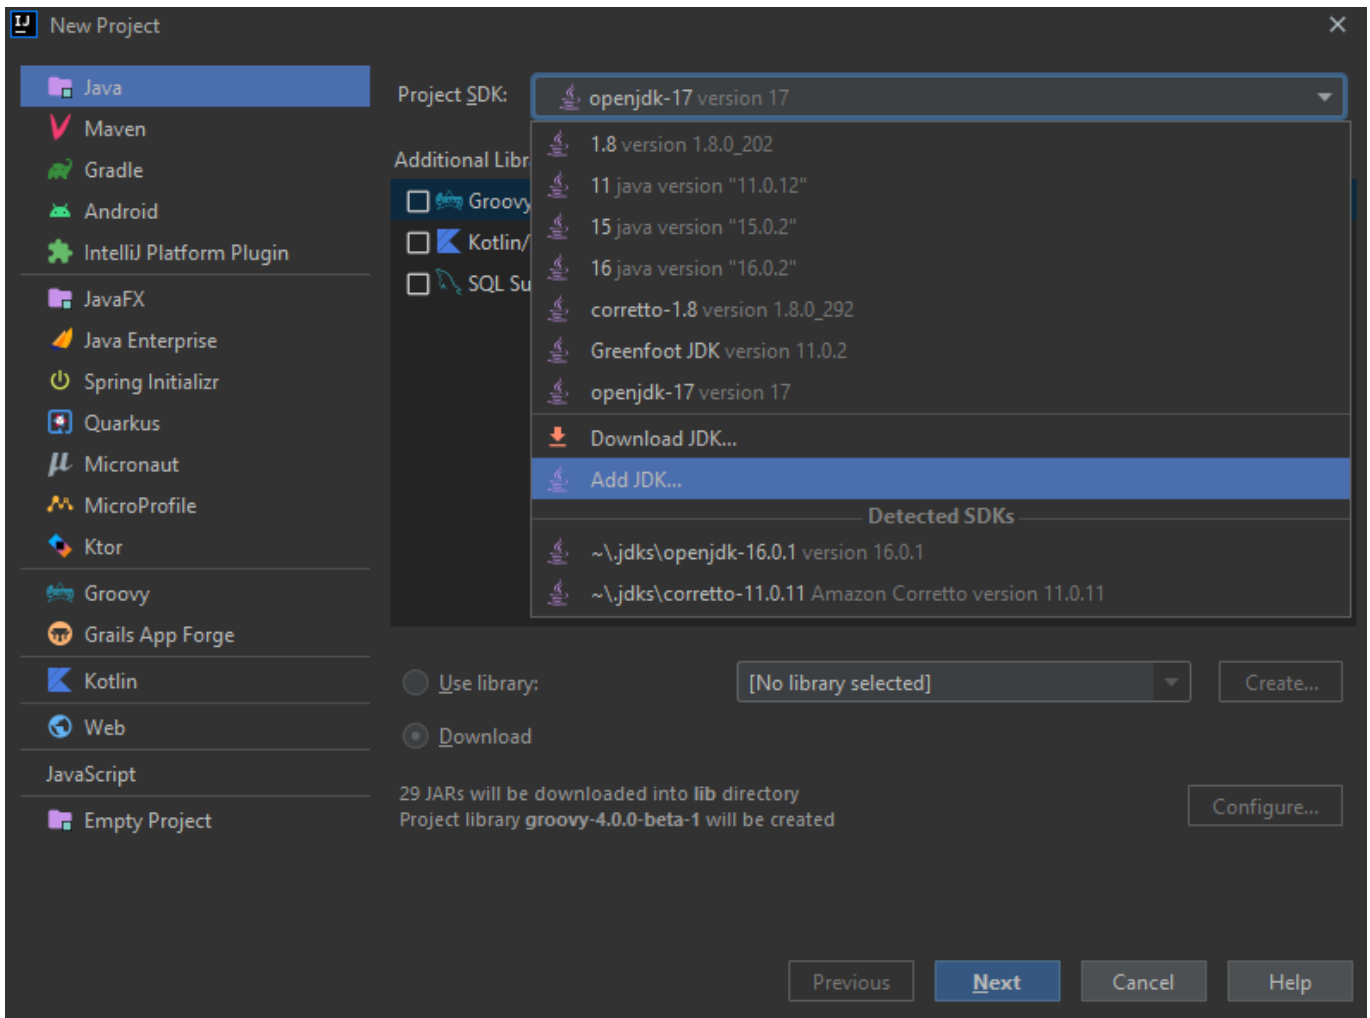 IJ
New Project
Java
Maven
Gradle
Android
IntelliJ Platform Plugin
JavaFX
Java Enterprise
Spring Initializr
Quarkus
Micronaut
MicroProfile
Ktor
Groovy
Grails App Forge
Kotlin
Web
JavaScript
Empty Project
Project SDK: openjdk-17 version 17
1.8 version 1.8.0_202
11 java version "11.0.12"
15 java version "15.0.2"
16 java version "16.0.2"
corretto-1.8 version 1.8.0_292
Greenfoot JDK version 11.0.2
openjdk-17 version 17
Download JDK...
Add JDK...
Detected SDKs
~\.jdks\openjdk-16.0.1 version 16.0.1
~\.jdks\corretto-11.0.11 Amazon Corretto version 11.0.11
Additional Libr
Groovy
Kotlin/
SQL Su
Use library: [No library selected] Create...
Download
29 JARs will be downloaded into lib directory
Project library groovy-4.0.0-beta-1 will be created
Configure...
Previous Next Cancel Help